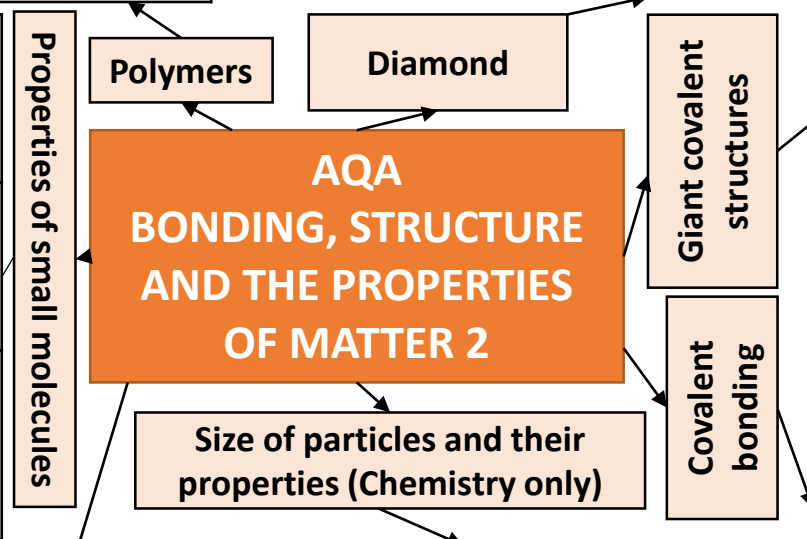 Polymers
Diamond
Properties of small molecules
AQA
BONDING, STRUCTURE
AND THE PROPERTIES
OF MATTER 2
Giant covalent
structures
Covalent
bonding
Size of particles and their
properties (Chemistry only)